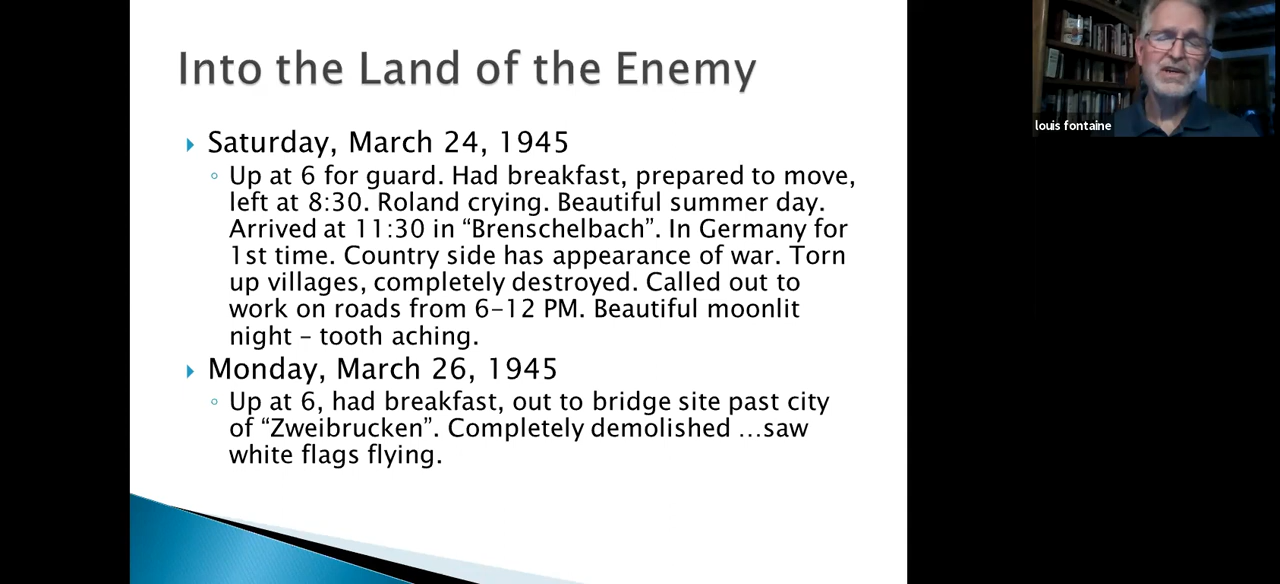 Into the Land of the Enemy
Saturday, March 24, 1945
Up at 6 for guard. Had breakfast, prepared to move,
left at 8:30. Roland crying. Beautiful summer day.
Arrived at 11:30 in “Brenschelbach”. In Germany for
1st time. Country side has appearance of war. Torn
up villages, completely destroyed. Called out to
work on roads from 6-12 PM. Beautiful moonlit
night – tooth aching.
Monday, March 26, 1945
Up at 6, had breakfast, out to bridge site past city
of “Zweibrucken”. Completely demolished …saw
white flags flying.
louis fontaine